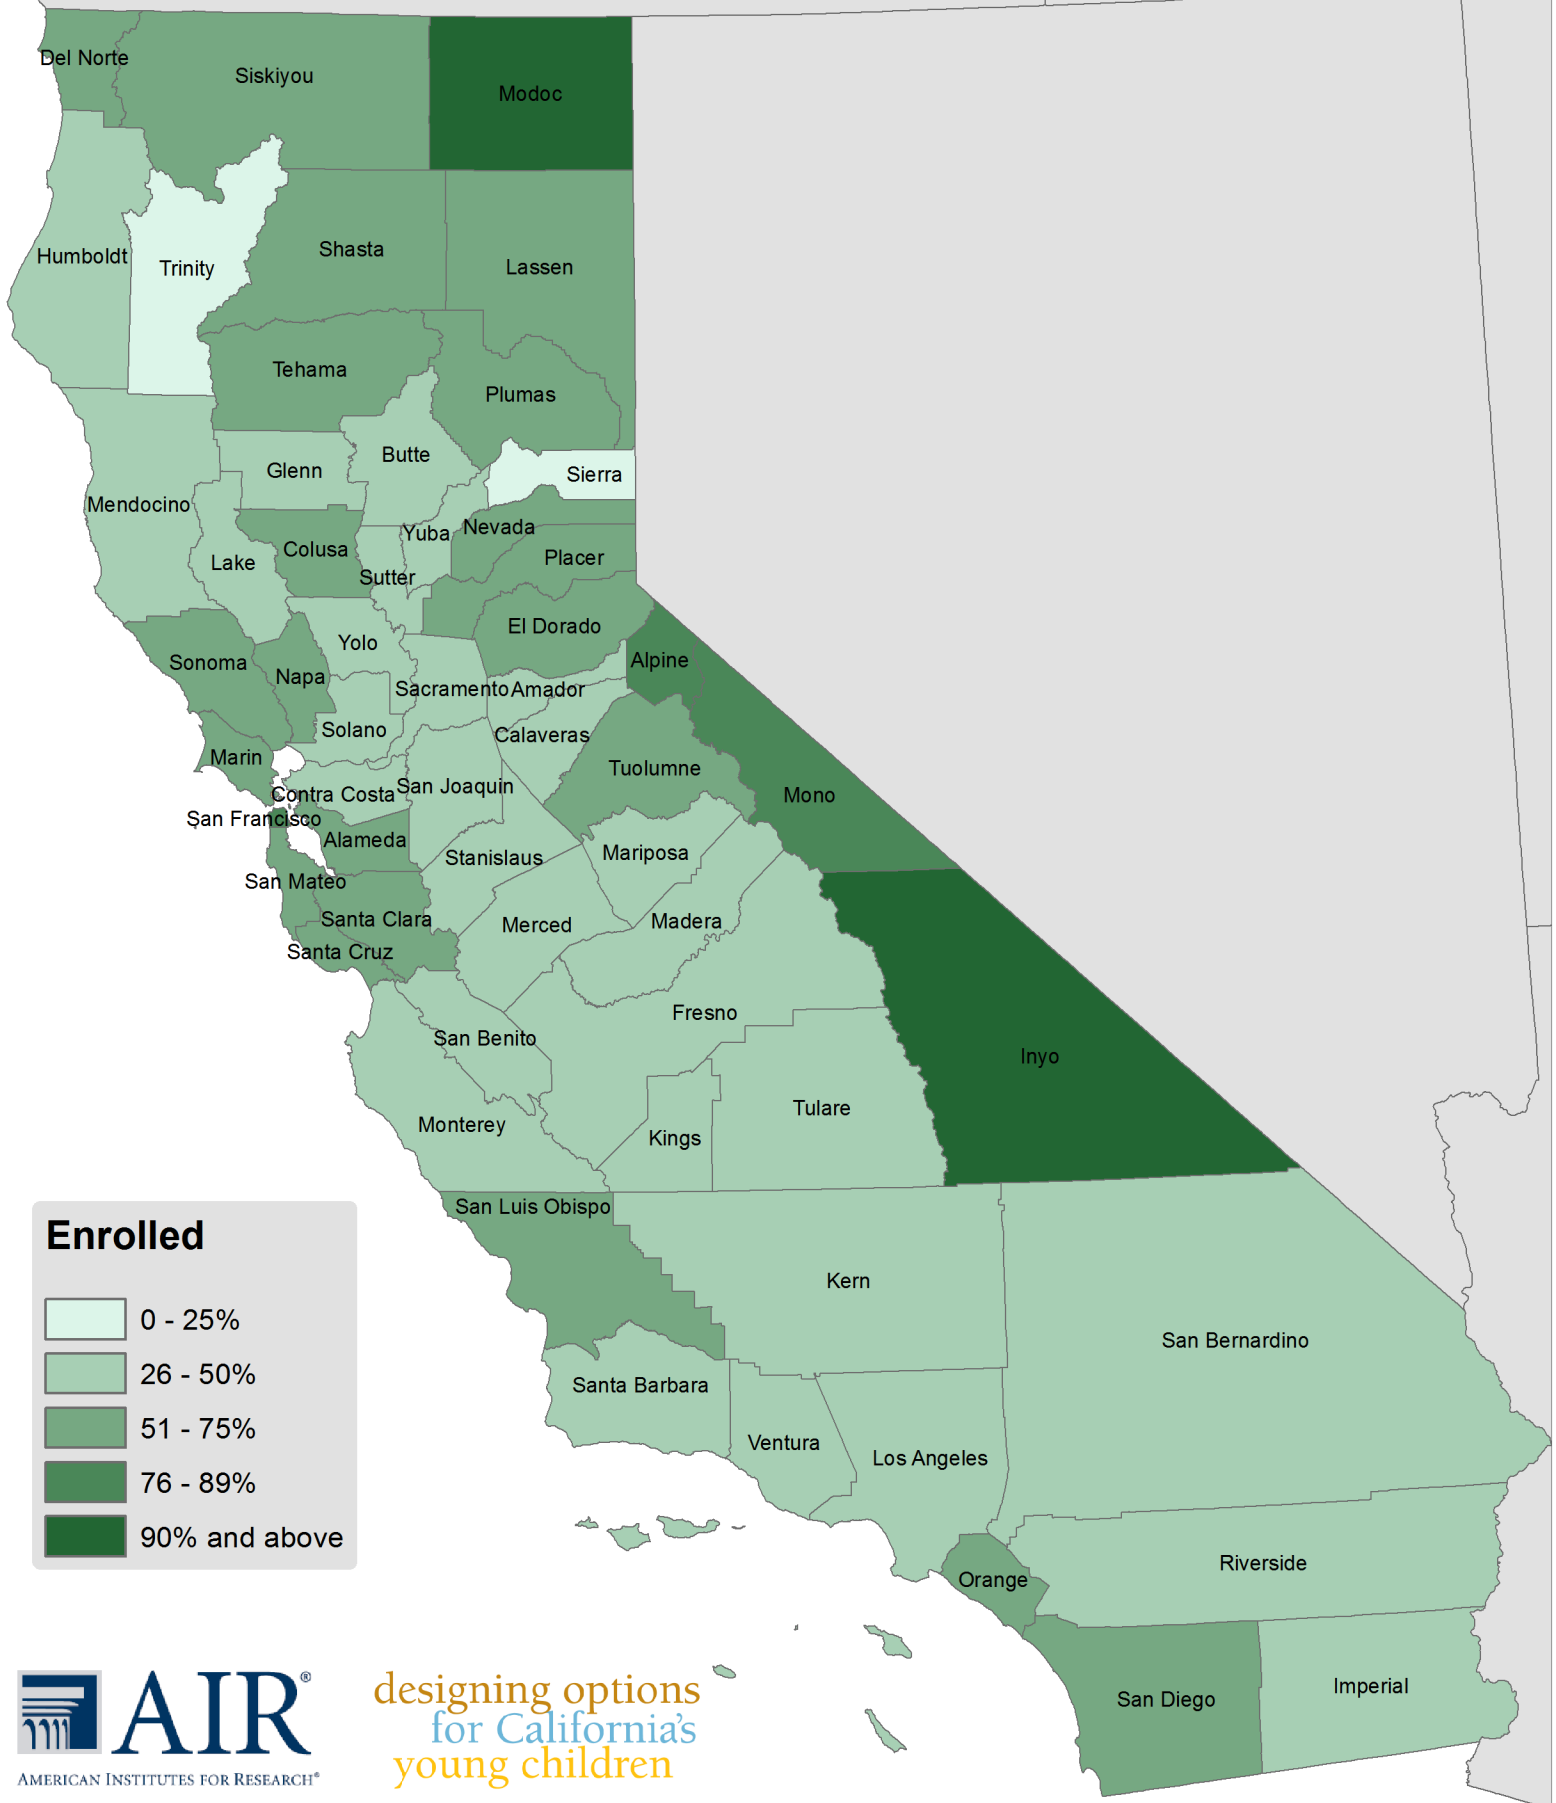 Del Norte
Siskiyou
Modoc
Humboldt
Trinity
Shasta
Lassen
Tehama
Plumas
Glenn
Butte
Sierra
Mendocino
Lake
Colusa
Sutter
Yuba
Nevada
Placer
El Dorado
Yolo
Sonoma
Napa
Alpine
Sacramento
Amador
Solano
Calaveras
Marin
Tuolumne
Mono
Contra Costa
San Joaquin
San Francisco
Alameda
Stanislaus
Mariposa
San Mateo
Santa Clara
Merced
Madera
Santa Cruz
Fresno
San Benito
Inyo
Monterey
Kings
Tulare
San Luis Obispo
Kern
San Bernardino
Santa Barbara
Ventura
Los Angeles
Orange
Riverside
San Diego
Imperial
Enrolled
0 - 25%
26 - 50%
51 - 75%
76 - 89%
90% and above
AIR®
AMERICAN INSTITUTES FOR RESEARCH®
designing options
for California's
young children